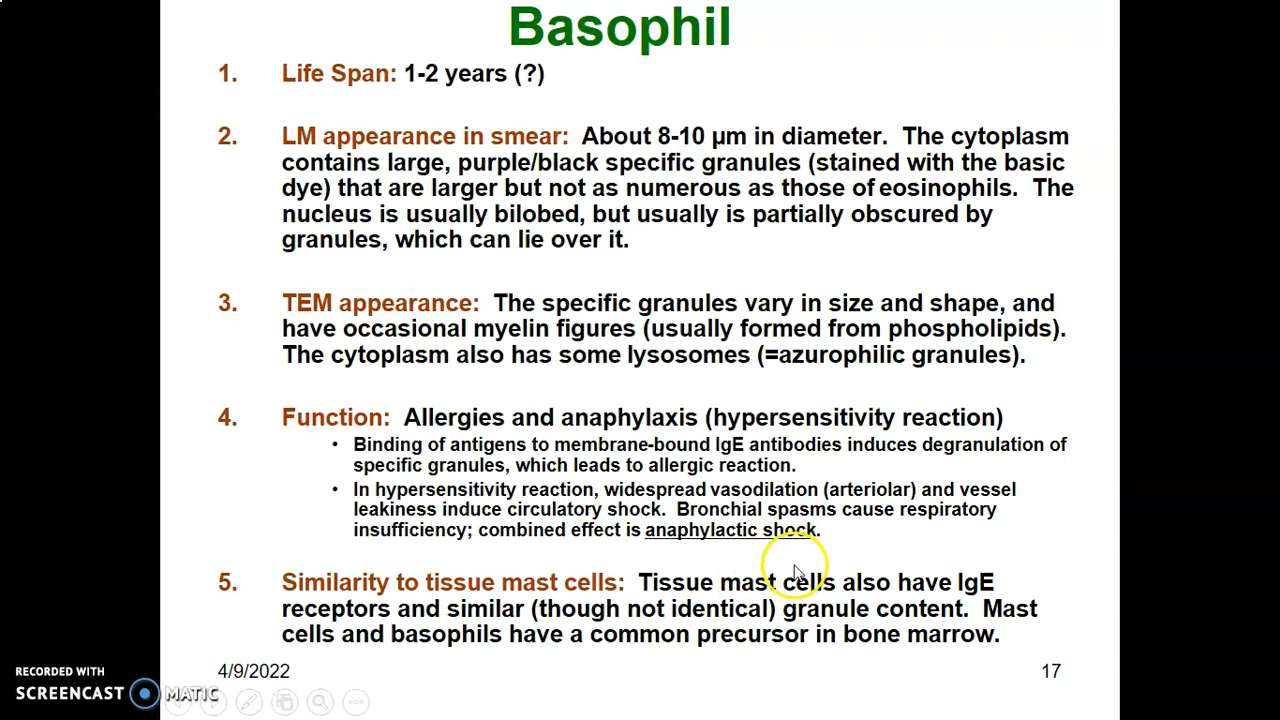 Basophil
1. Life Span: 1-2 years (?)
2. LM appearance in smear: About 8-10 µm in diameter. The cytoplasm
contains large, purple/black specific granules (stained with the basic
dye) that are larger but not as numerous as those of eosinophils. The
nucleus is usually bilobed, but usually is partially obscured by
granules, which can lie over it.
3. TEM appearance: The specific granules vary in size and shape, and
have occasional myelin figures (usually formed from phospholipids).
The cytoplasm also has some lysosomes (=azurophilic granules).
4. Function: Allergies and anaphylaxis (hypersensitivity reaction)
• Binding of antigens to membrane-bound IgE antibodies induces degranulation of
specific granules, which leads to allergic reaction.
• In hypersensitivity reaction, widespread vasodilation (arteriolar) and vessel
leakiness induce circulatory shock. Bronchial spasms cause respiratory
insufficiency; combined effect is anaphylactic shock.
5. Similarity to tissue mast cells: Tissue mast cells also have IgE
receptors and similar (though not identical) granule content. Mast
cells and basophils have a common precursor in bone marrow.
4/9/2022 17
RECORDED WITH
SCREENCAST MATIC